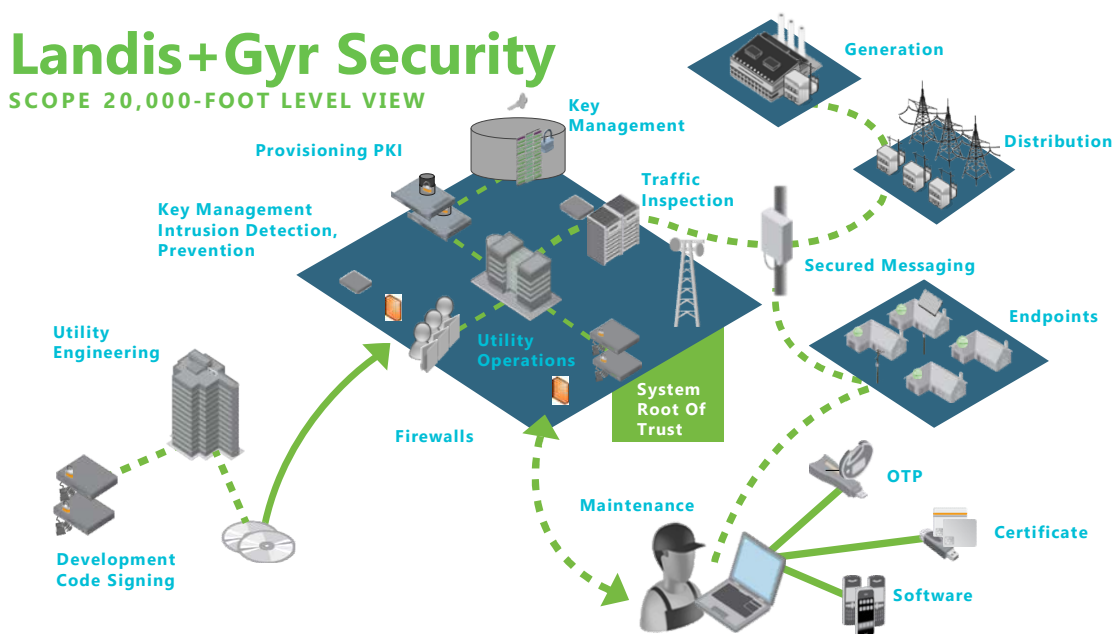 Landis+Gyr Security
SCOPE 20,000-FOOT LEVEL VIEW
Generation
Key
Management
Distribution
Provisioning PKI
Traffic
Inspection
Key Management
Intrusion Detection,
Prevention
Secured Messaging
Endpoints
Utility
Engineering
Utility
Operations
System
Root Of
Trust
Firewalls
OTP
Maintenance
Certificate
Development
Code Signing
Software